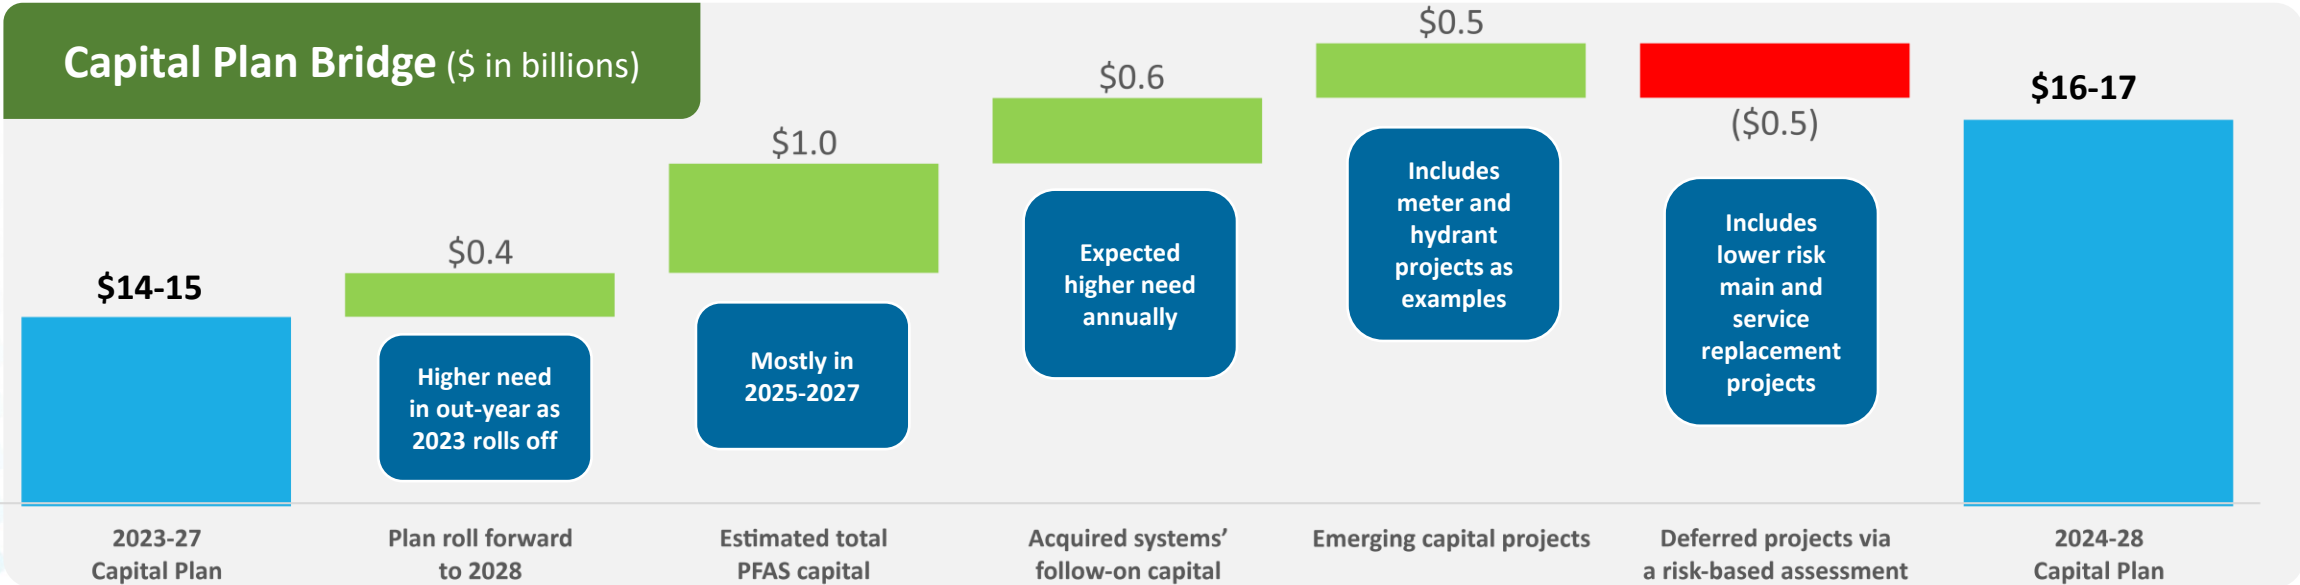 Capital Plan Bridge ($ in billions)
$14-15
$0.4
$1.0
$0.6
$0.5
($0.5)
$16-17
Higher need
in out-year as
2023 rolls off
Mostly in
2025-2027
Expected
higher need
annually
Includes
meter and
hydrant
projects as
examples
Includes
lower risk
main and
service
replacement
projects
2023-27
Capital Plan
Plan roll forward
to 2028
Estimated total
PFAS capital
Acquired systems’
follow-on capital
Emerging capital projects
Deferred projects via
a risk-based assessment
2024-28
Capital Plan